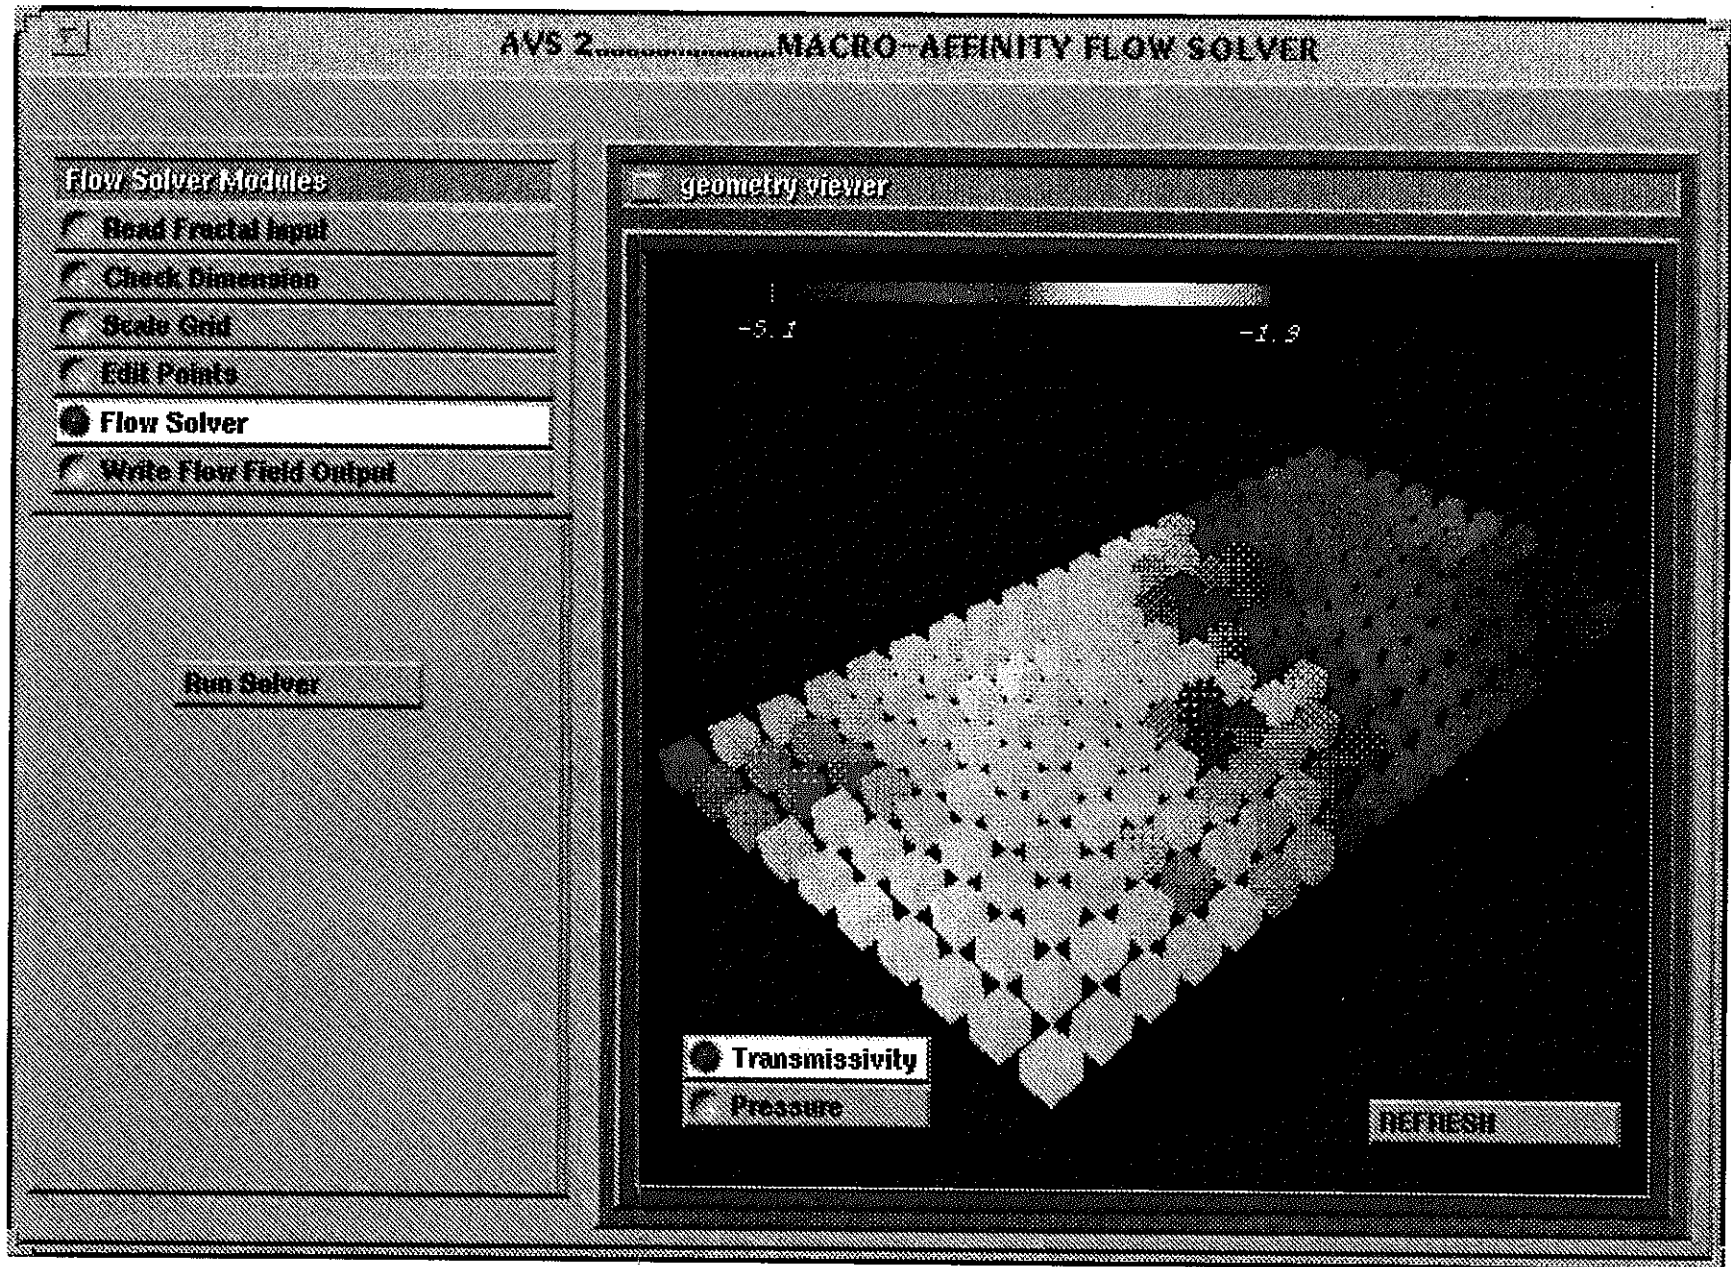 AVS 2.................MACRO-AFFINITY FLOW SOLVER
Flow Solver Modules
Read Fractal Input
Check Dimension
Scale Grid
Edit Points
Flow Solver
Write Flow Field Output
Run Solver
geometry viewer
-5.1
-1.9
Transmissivity
Pressure
REFRESH